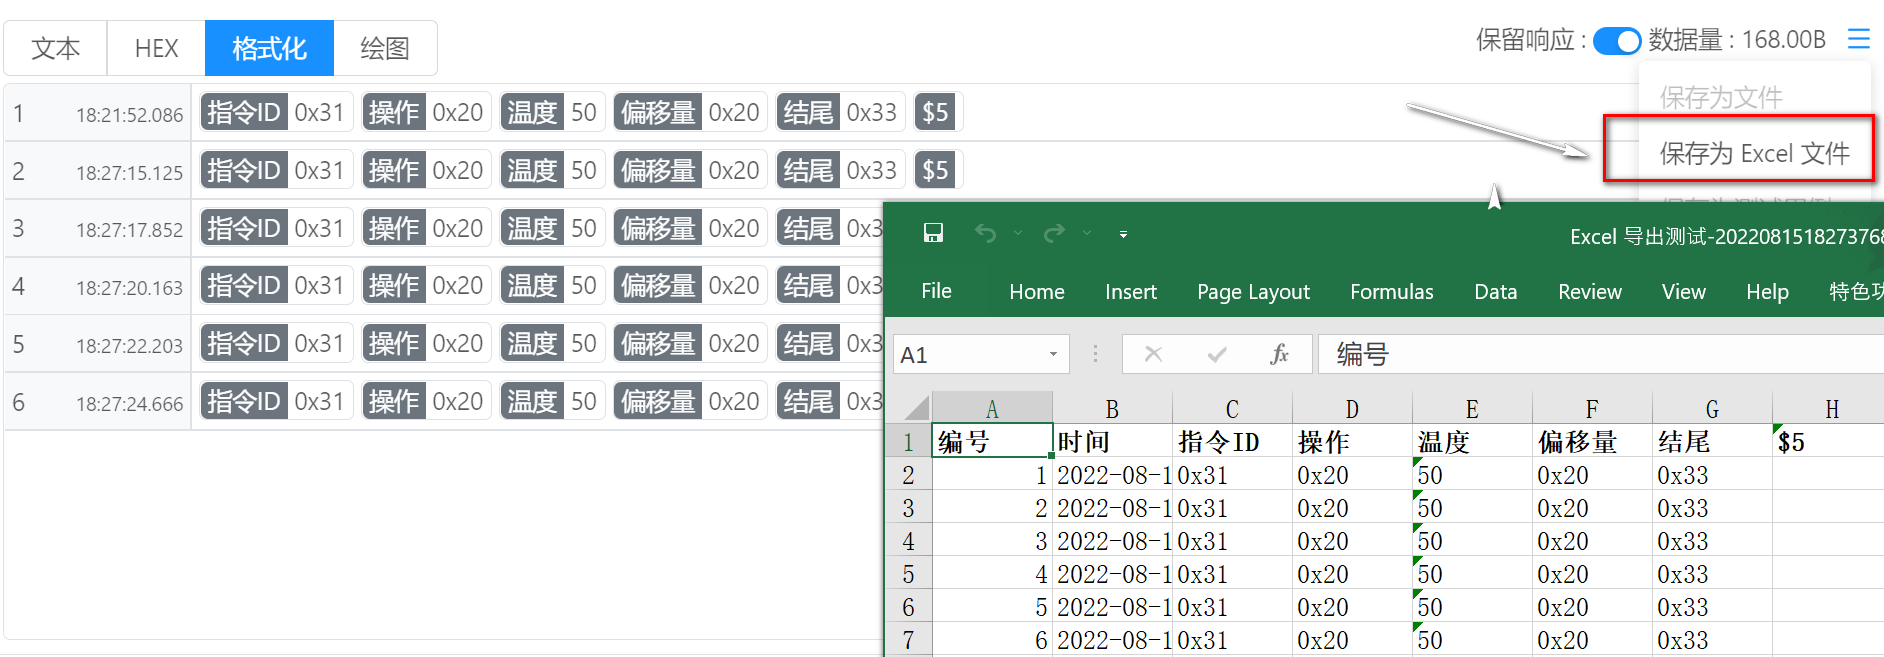 文本 HEX 格式化 绘图 保留响应 : 数据量 : 168.00B
保存为文件
保存为 Excel 文件
1 18:21:52.086 指令ID 0x31 操作 0x20 温度 50 偏移量 0x20 结尾 0x33 $5
2 18:27:15.125 指令ID 0x31 操作 0x20 温度 50 偏移量 0x20 结尾 0x33 $5
3 18:27:17.852 指令ID 0x31 操作 0x20 温度 50 偏移量 0x20 结尾 0x33
4 18:27:20.163 指令ID 0x31 操作 0x20 温度 50 偏移量 0x20 结尾 0x3
5 18:27:22.203 指令ID 0x31 操作 0x20 温度 50 偏移量 0x20 结尾 0x3
6 18:27:24.666 指令ID 0x31 操作 0x20 温度 50 偏移量 0x20 结尾 0x3
Excel 导出测试-2022081518273768
File Home Insert Page Layout Formulas Data Review View Help 特色功
A1 fx 编号
A B C D E F G H
1 编号 时间 指令ID 操作 温度 偏移量 结尾 $5
2 1 2022-08-1 0x31 0x20 50 0x20 0x33
3 2 2022-08-1 0x31 0x20 50 0x20 0x33
4 3 2022-08-1 0x31 0x20 50 0x20 0x33
5 4 2022-08-1 0x31 0x20 50 0x20 0x33
6 5 2022-08-1 0x31 0x20 50 0x20 0x33
7 6 2022-08-1 0x31 0x20 50 0x20 0x33